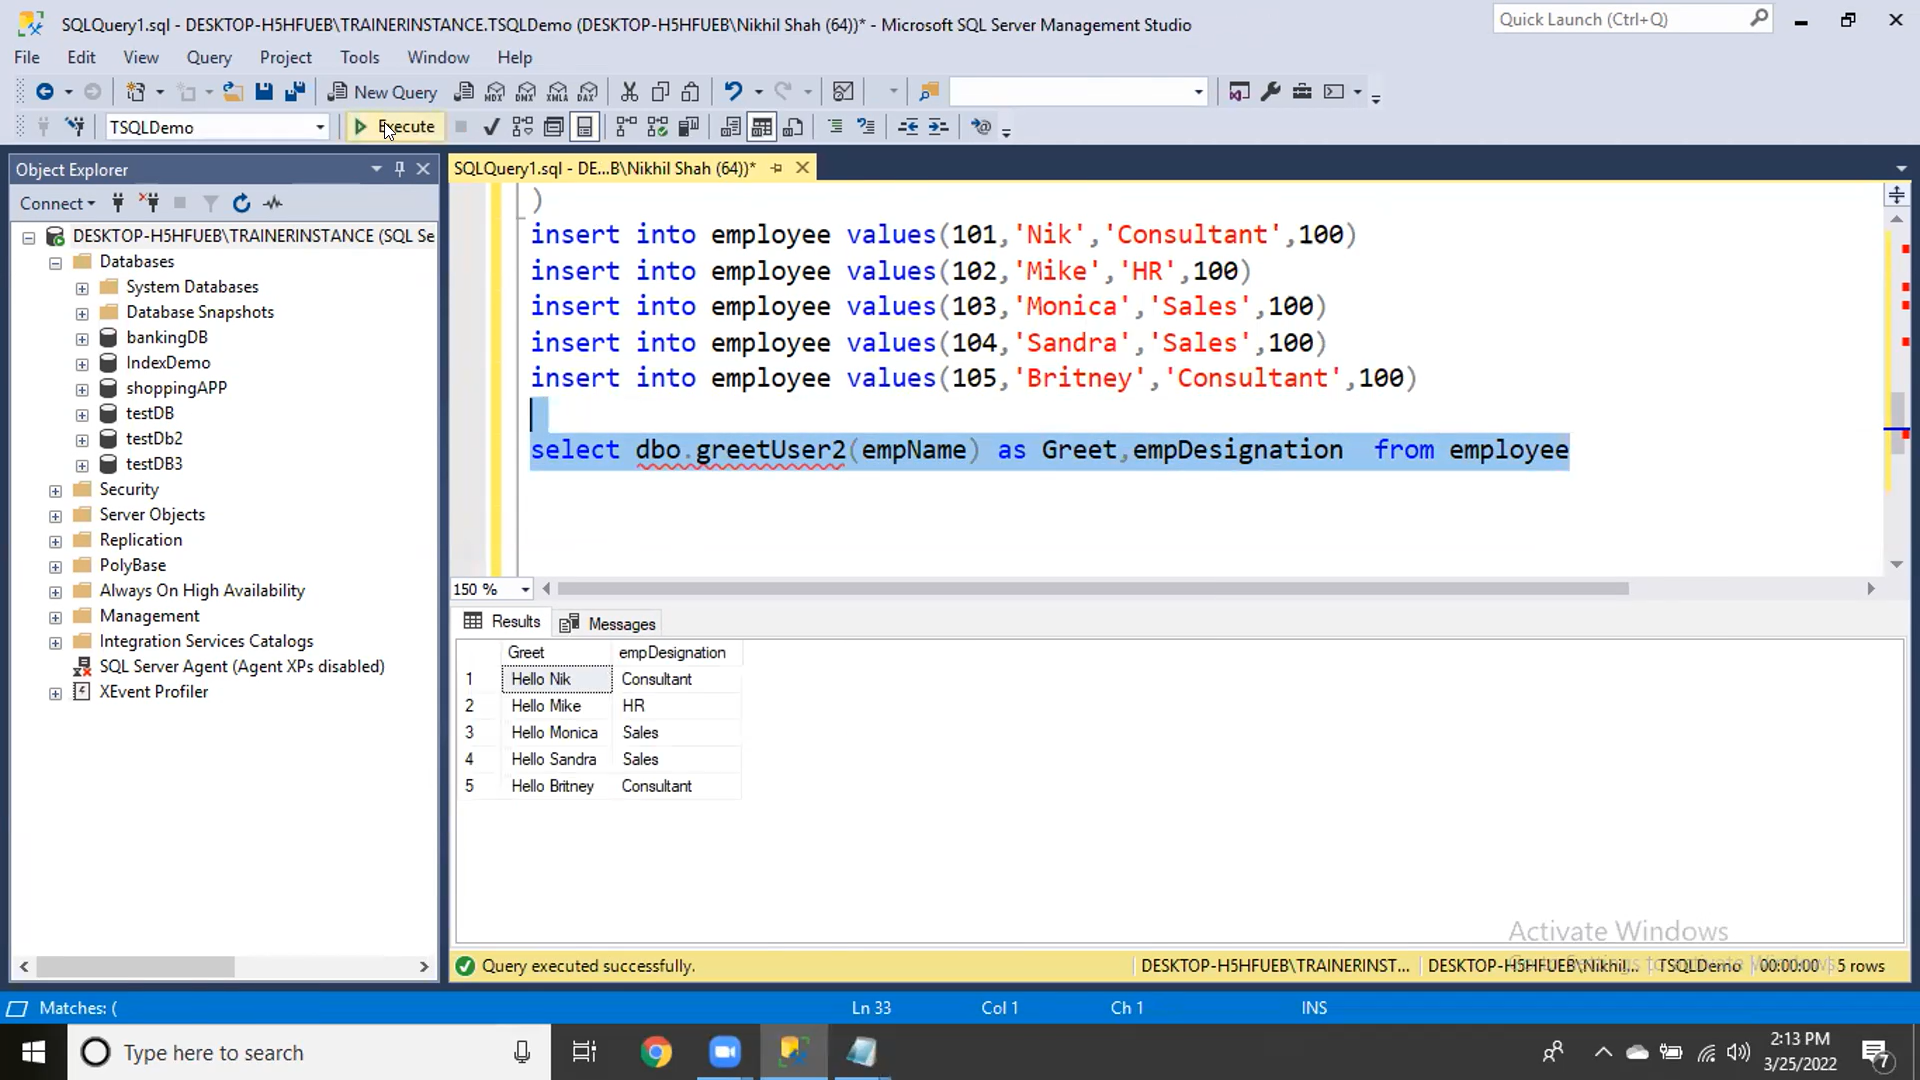 SQLQuery1.sql - DESKTOP-H5HFUEB\TRAINERINSTANCE.TSQLDemo (DESKTOP-H5HFUEB\Nikhil Shah (64))* - Microsoft SQL Server Management Studio
Quick Launch (Ctrl+Q)
File Edit View Query Project Tools Window Help
New Query
MDX DMX XMLA DAX
TSQLDemo
Execute
Object Explorer
Connect
DESKTOP-H5HFUEB\TRAINERINSTANCE (SQL Se
Databases
System Databases
Database Snapshots
bankingDB
IndexDemo
shoppingAPP
testDB
testDb2
testDB3
Security
Server Objects
Replication
PolyBase
Always On High Availability
Management
Integration Services Catalogs
SQL Server Agent (Agent XPs disabled)
XEvent Profiler
SQLQuery1.sql - DE...B\Nikhil Shah (64))*
)
insert into employee values(101,'Nik','Consultant',100)
insert into employee values(102,'Mike','HR',100)
insert into employee values(103,'Monica','Sales',100)
insert into employee values(104,'Sandra','Sales',100)
insert into employee values(105,'Britney','Consultant',100)
select dbo.greetUser2(empName) as Greet,empDesignation  from employee
150 %
Results Messages
Greet empDesignation
1 Hello Nik Consultant
2 Hello Mike HR
3 Hello Monica Sales
4 Hello Sandra Sales
5 Hello Britney Consultant
Activate Windows
Query executed successfully.
DESKTOP-H5HFUEB\TRAINERINST... DESKTOP-H5HFUEB\Nikhil... TSQLDemo 00:00:00 5 rows
Matches: (
Ln 33 Col 1 Ch 1 INS
Type here to search
2:13 PM
3/25/2022
7